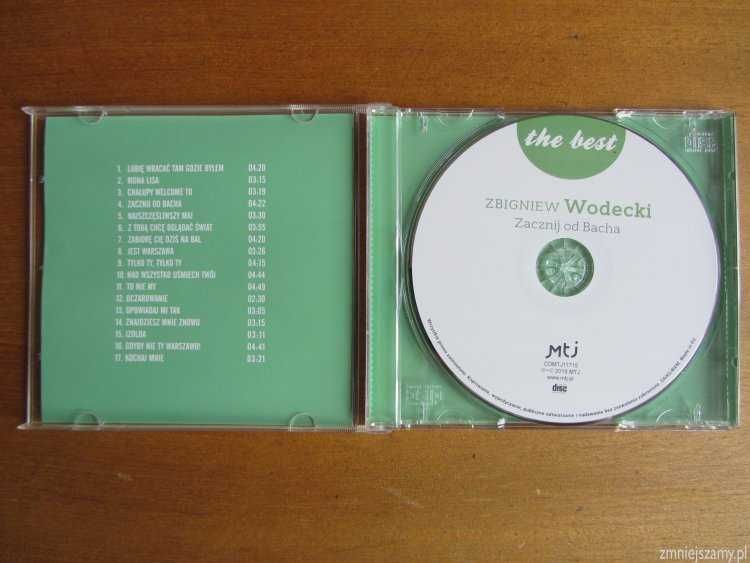 1. LUBIĘ WRACAĆ TAM GDZIE BYŁEM 04:20
2. MONA LISA 03:15
3. CHAŁUPY WELCOME TO 03:19
4. ZACZNIJ OD BACHA 04:22
5. NAJSZCZĘŚLIWSZY MAJ 03:30
6. Z TOBĄ CHCĘ OGLĄDAĆ ŚWIAT 03:55
7. ZABIORĘ CIĘ DZIŚ NA BAL 04:20
8. JEST WARSZAWA 03:26
9. TYLKO TY, TYLKO TY 04:15
10. NAD WSZYSTKO UŚMIECH TWÓJ 04:44
11. TO NIE MY 04:49
12. OCZAROWANIE 02:30
13. OPOWIADAJ MI TAK 03:05
14. ZNAJDZIESZ MNIE ZNOWU 03:15
15. IZOLDA 03:11
16. GDYBY NIE TY WARSZAWO! 04:41
17. KOCHAJ MNIE 03:21
the best
ZBIGNIEW Wodecki
Zacznij od Bacha
mtj
CDMTJ11715
www.mtj.pl
disc
zmniejszamy.pl